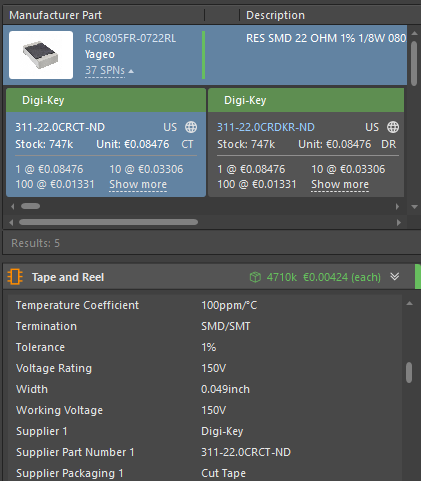 Manufacturer Part Description
RC0805FR-0722RL RES SMD 22 OHM 1% 1/8W 080
Yageo
37 SPNs
Digi-Key Digi-Key
311-22.0CRCT-ND US 311-22.0CRDKR-ND US
Stock: 747k Unit: €0.08476 CT Stock: 747k Unit: €0.08476 DR
1 @ €0.08476 10 @ €0.03306 1 @ €0.08476 10 @ €0.03306
100 @ €0.01331 Show more 100 @ €0.01331 Show more
Results: 5
Tape and Reel 4710k €0.00424 (each)
Temperature Coefficient 100ppm/°C
Termination SMD/SMT
Tolerance 1%
Voltage Rating 150V
Width 0.049inch
Working Voltage 150V
Supplier 1 Digi-Key
Supplier Part Number 1 311-22.0CRCT-ND
Supplier Packaging 1 Cut Tape